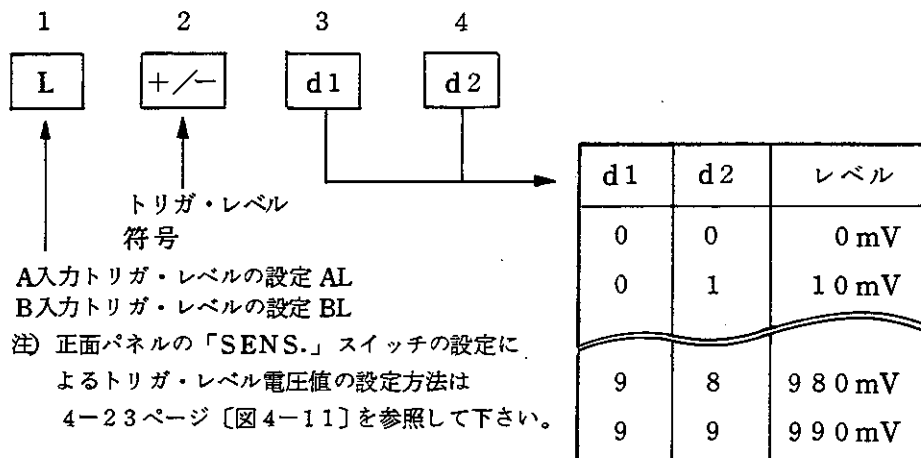 1 2 3 4
L +/- d1 d2
トリガ・レベル
符号
A入力トリガ・レベルの設定 AL
B入力トリガ・レベルの設定 BL
注) 正面パネルの「SENS.」スイッチの設定に
よるトリガ・レベル電圧値の設定方法は
4-23ページ〔図4-11〕を参照して下さい。
d1 d2 レベル
0 0 0mV
0 1 10mV
9 8 980mV
9 9 990mV